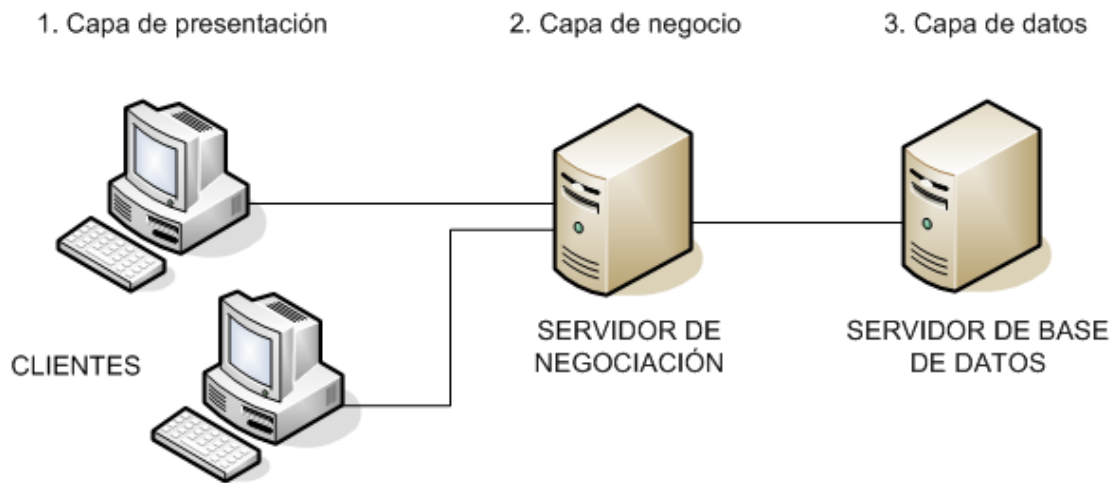 1. Capa de presentación
2. Capa de negocio
3. Capa de datos
CLIENTES
SERVIDOR DE
NEGOCIACIÓN
SERVIDOR DE BASE
DE DATOS